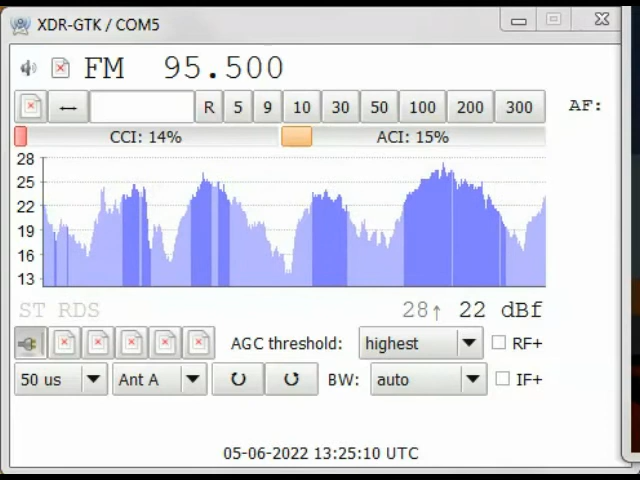 XDR-GTK / COM5
FM 95.500
R 5 9 10 30 50 100 200 300 AF:
CCI: 14% ACI: 15%
28
25
22
19
16
13
ST RDS 28↑ 22 dBf
AGC threshold: highest RF+
50 us Ant A ↻ ↺ BW: auto IF+
05-06-2022 13:25:10 UTC